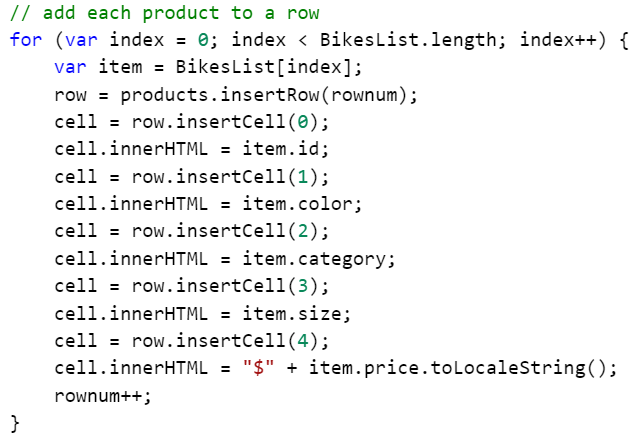 // add each product to a row
for (var index = 0; index < BikesList.length; index++) {
    var item = BikesList[index];
    row = products.insertRow(rownum);
    cell = row.insertCell(0);
    cell.innerHTML = item.id;
    cell = row.insertCell(1);
    cell.innerHTML = item.color;
    cell = row.insertCell(2);
    cell.innerHTML = item.category;
    cell = row.insertCell(3);
    cell.innerHTML = item.size;
    cell = row.insertCell(4);
    cell.innerHTML = "$" + item.price.toLocaleString();
    rownum++;
}